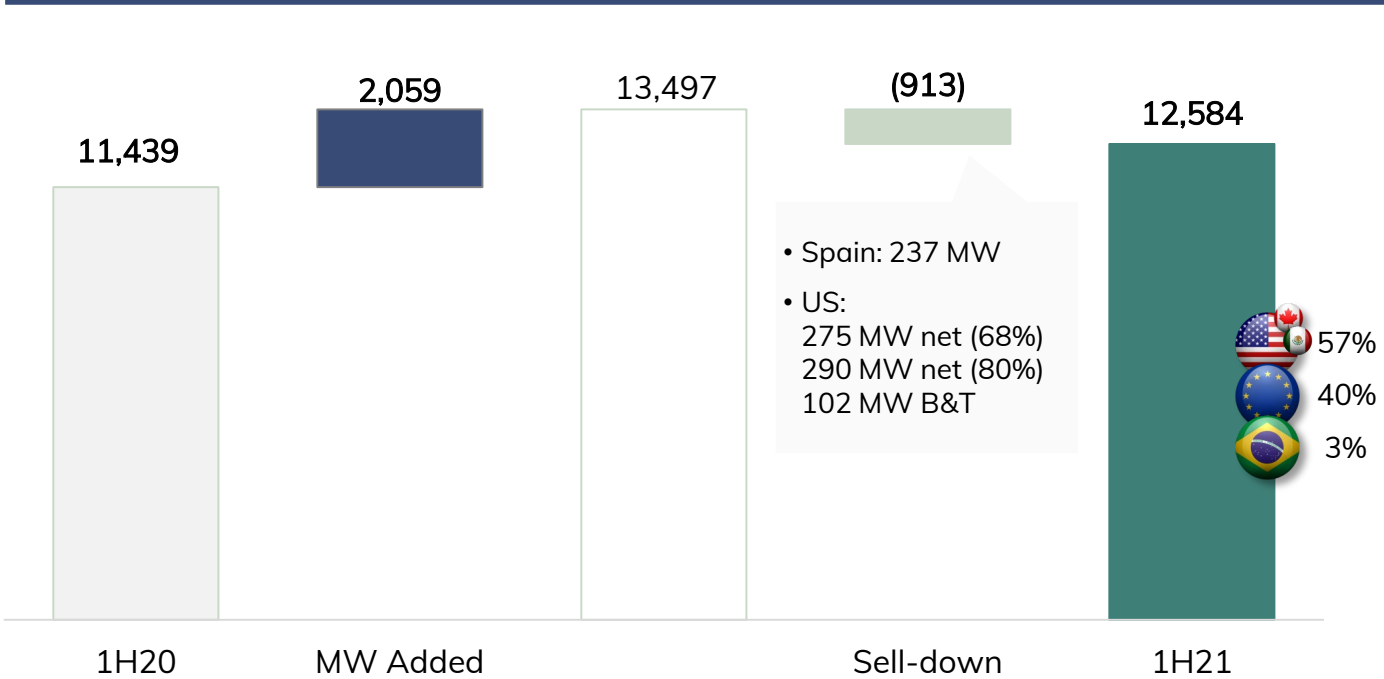 2,059
13,497
(913)
12,584
11,439
• Spain: 237 MW
• US:
275 MW net (68%)
290 MW net (80%)
102 MW B&T
57%
40%
3%
1H20
MW Added
Sell-down
1H21